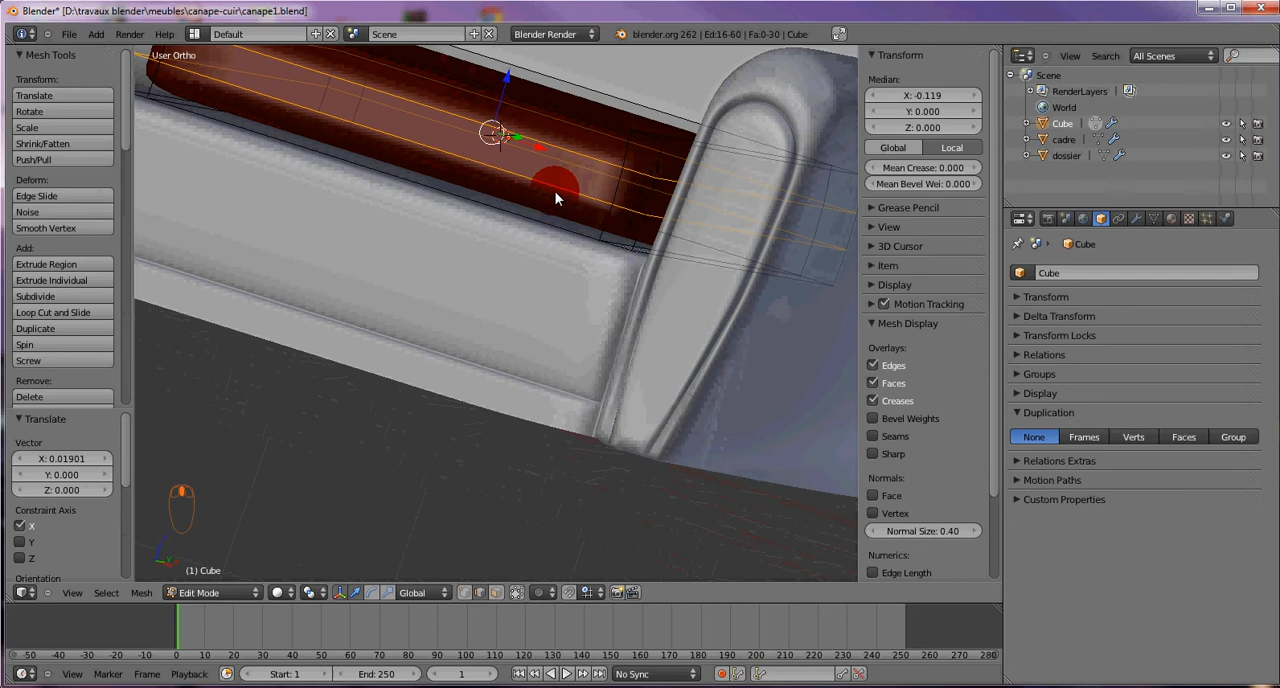 Blender* [D:\travaux blender\meubles\canape-cuir\canape1.blend]
File Add Render Help Default Scene Blender Render blender.org 262 | Ed:16-60 | Fa:0-30 | Cube
Mesh Tools
Transform:
Translate
Rotate
Scale
Shrink/Fatten
Push/Pull
Deform:
Edge Slide
Noise
Smooth Vertex
Add:
Extrude Region
Extrude Individual
Subdivide
Loop Cut and Slide
Duplicate
Spin
Screw
Remove:
Delete
Translate
Vector
X: 0.01901
Y: 0.000
Z: 0.000
Constraint Axis
X
Y
Z
Orientation
User Ortho
(1) Cube
Transform
Median:
X: -0.119
Y: 0.000
Z: 0.000
Global Local
Mean Crease: 0.000
Mean Bevel Wei: 0.000
Grease Pencil
View
3D Cursor
Item
Display
Motion Tracking
Mesh Display
Overlays:
Edges
Faces
Creases
Bevel Weights
Seams
Sharp
Normals:
Face
Vertex
Normal Size: 0.40
Numerics:
Edge Length
View Search All Scenes
Scene
RenderLayers |
World
Cube |
cadre |
dossier |
Cube
Cube
Transform
Delta Transform
Transform Locks
Relations
Groups
Display
Duplication
None Frames Verts Faces Group
Relations Extras
Motion Paths
Custom Properties
View Select Mesh Edit Mode Global
-50 -40 -30 -20 -10 0 10 20 30 40 50 60 70 80 90 100 110 120 130 140 150 160 170 180 190 200 210 220 230 240 250 260 270 280
View Marker Frame Playback Start: 1 End: 250 1 No Sync